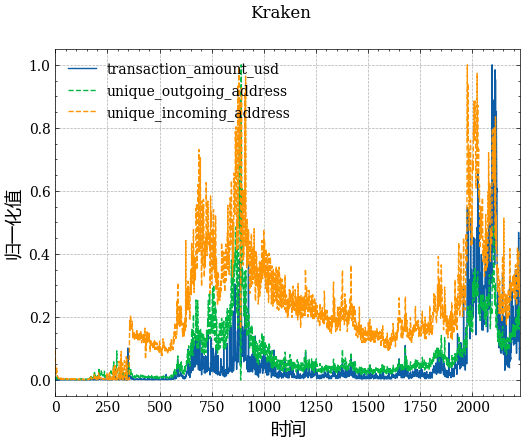 Kraken
transaction_amount_usd
unique_outgoing_address
unique_incoming_address
1.0
0.8
0.6
0.4
0.2
0.0
归一化值
0 250 500 750 1000 1250 1500 1750 2000
时间